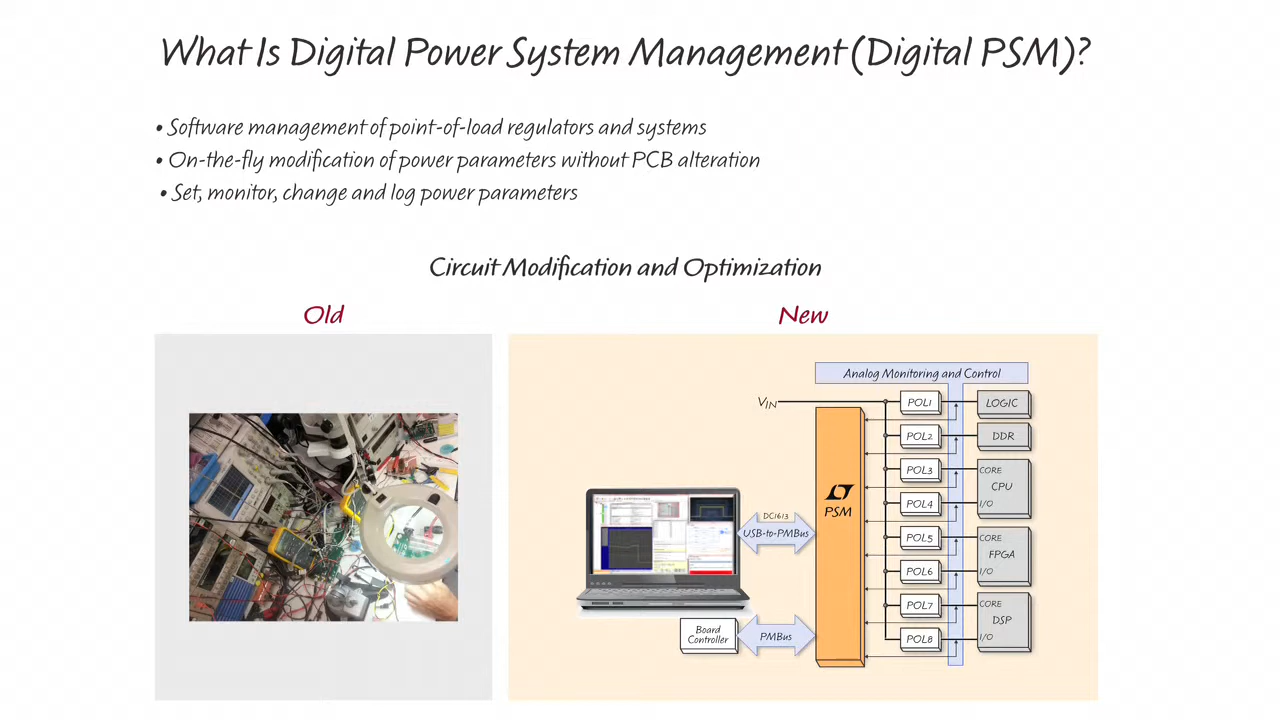 What Is Digital Power System Management (Digital PSM)?
• Software management of point-of-load regulators and systems
• On-the-fly modification of power parameters without PCB alteration
• Set, monitor, change and log power parameters
Circuit Modification and Optimization
Old
New
Analog Monitoring and Control
VIN
POL1
LOGIC
POL2
DDR
POL3
CORE
CPU
POL4
I/O
PSM
DC1613
USB-to-PMBus
POL5
CORE
FPGA
POL6
I/O
POL7
CORE
DSP
POL8
I/O
Board
Controller
PMBus